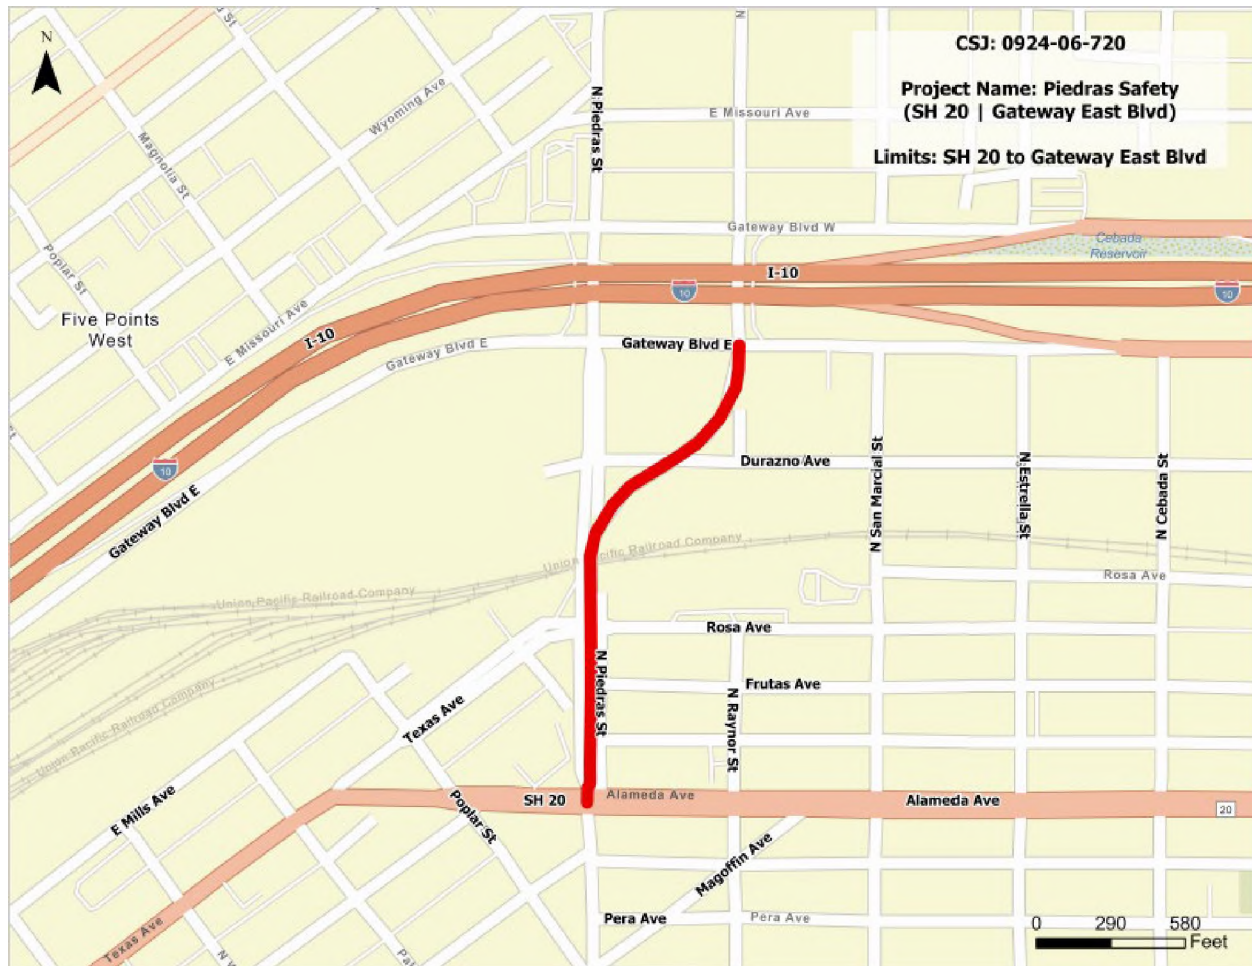 N
CSJ: 0924-06-720
Project Name: Piedras Safety
(SH 20 | Gateway East Blvd)
Limits: SH 20 to Gateway East Blvd
N
Wyoming Ave
Magnolia St
N Piedras St
E Missouri Ave
Gateway Blvd W
Cebada
Reservoir
Poplar St
I-10
10
10
Five Points
West
E Missouri Ave
I-10
Gateway Blvd E
Gateway Blvd E
10
Durazno Ave
Gateway Blvd E
N San Marcial St
N Estrella St
N Cebada St
Union Pacific Railroad Company
Union Pacific Railroad Company
Rosa Ave
Rosa Ave
N Piedras St
Frutas Ave
N Raynor St
Union Pacific Railroad Company
Texas Ave
E Mills Ave
Poplar St
SH 20
Alameda Ave
Alameda Ave
20
Magoffin Ave
Pera Ave
Pera Ave
Texas Ave
0 290 580
Feet